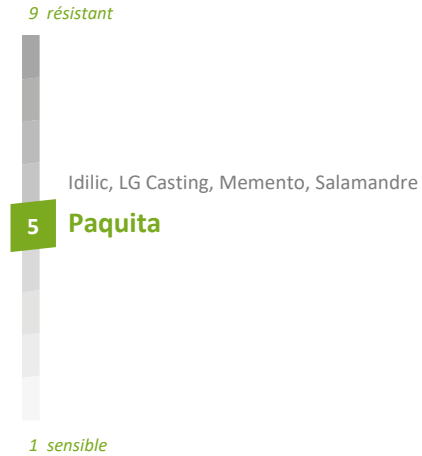 9 résistant
Idilic, LG Casting, Memento, Salamandre
5 Paquita
1 sensible